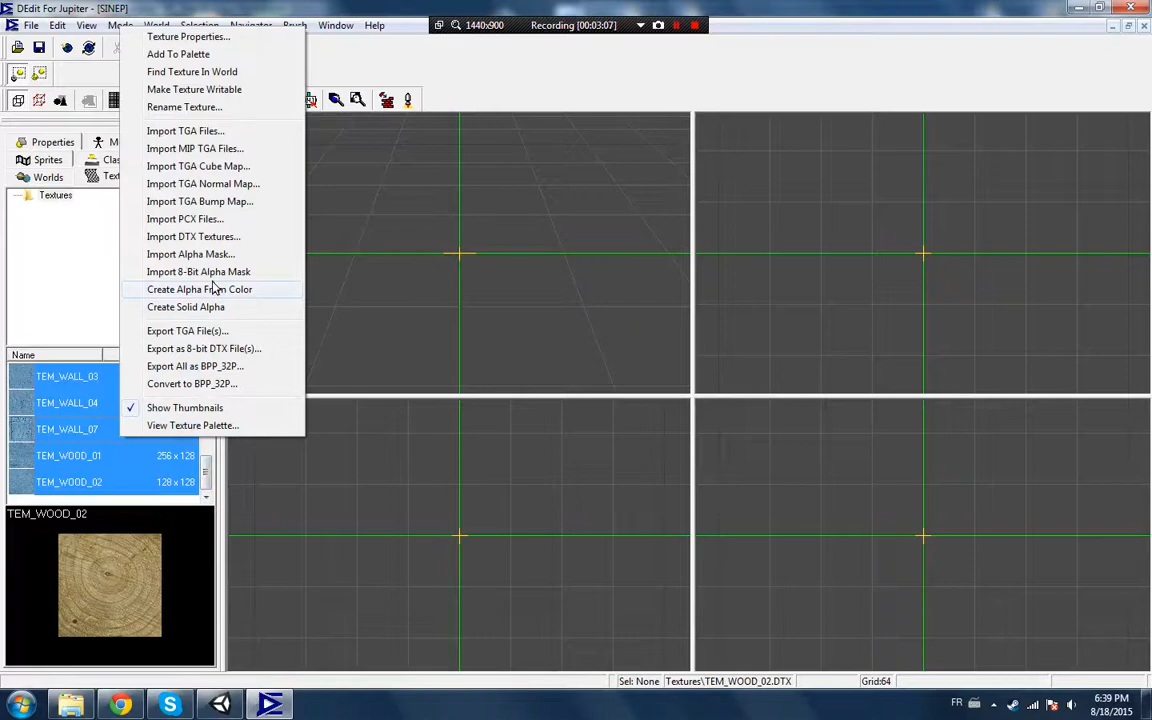 DEdit For Jupiter - [SINEP]
File Edit View Mode World Selection Navigator Brush Window Help
1440x900 Recording [00:03:07]
Properties
Sprites
Worlds
Textures
Texture Properties...
Add To Palette
Find Texture In World
Make Texture Writable
Rename Texture...
Import TGA Files...
Import MIP TGA Files...
Import TGA Cube Map...
Import TGA Normal Map...
Import TGA Bump Map...
Import PCX Files...
Import DTX Textures...
Import Alpha Mask...
Import 8-Bit Alpha Mask
Create Alpha From Color
Create Solid Alpha
Export TGA File(s)...
Export as 8-bit DTX File(s)...
Export All as BPP_32P...
Convert to BPP_32P...
Show Thumbnails
View Texture Palette...
Name
TEM_WALL_03
TEM_WALL_04
TEM_WALL_07
TEM_WOOD_01 256 x 128
TEM_WOOD_02 128 x 128
TEM_WOOD_02
Sel: None Textures\TEM_WOOD_02.DTX Grid:64
FR
6:39 PM
8/18/2015